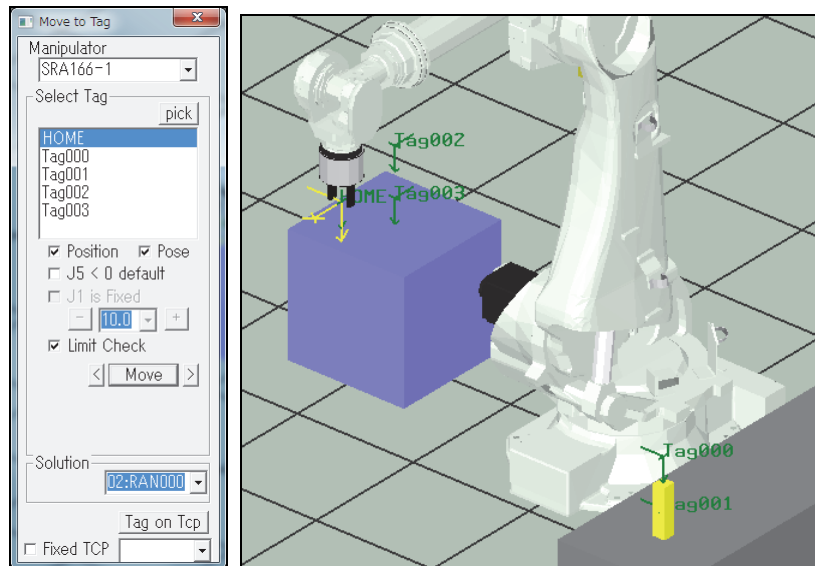 Move to Tag
Manipulator
SRA166-1
Select Tag
pick
HOME
Tag000
Tag001
Tag002
Tag003
Position Pose
J5 < 0 default
J1 is Fixed
- 10.0 +
Limit Check
< Move >
Solution
02:RAN000
Tag on Tcp
Fixed TCP
Tag002
HOME Tag003
Tag000
ag001